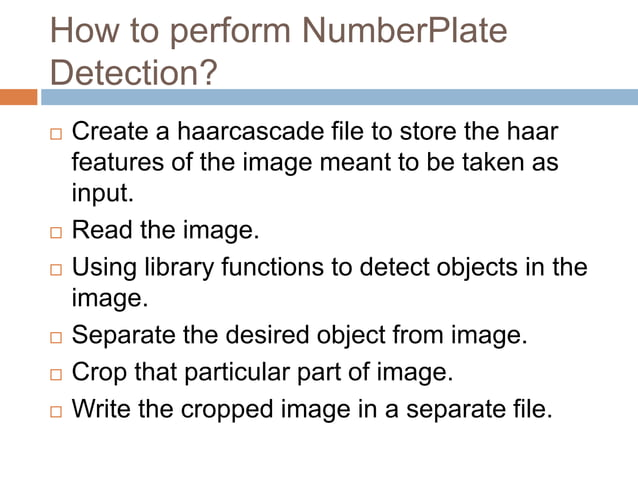 How to perform NumberPlate
Detection?
Create a haarcascade file to store the haar
features of the image meant to be taken as
input.
Read the image.
Using library functions to detect objects in the
image.
Separate the desired object from image.
Crop that particular part of image.
Write the cropped image in a separate file.